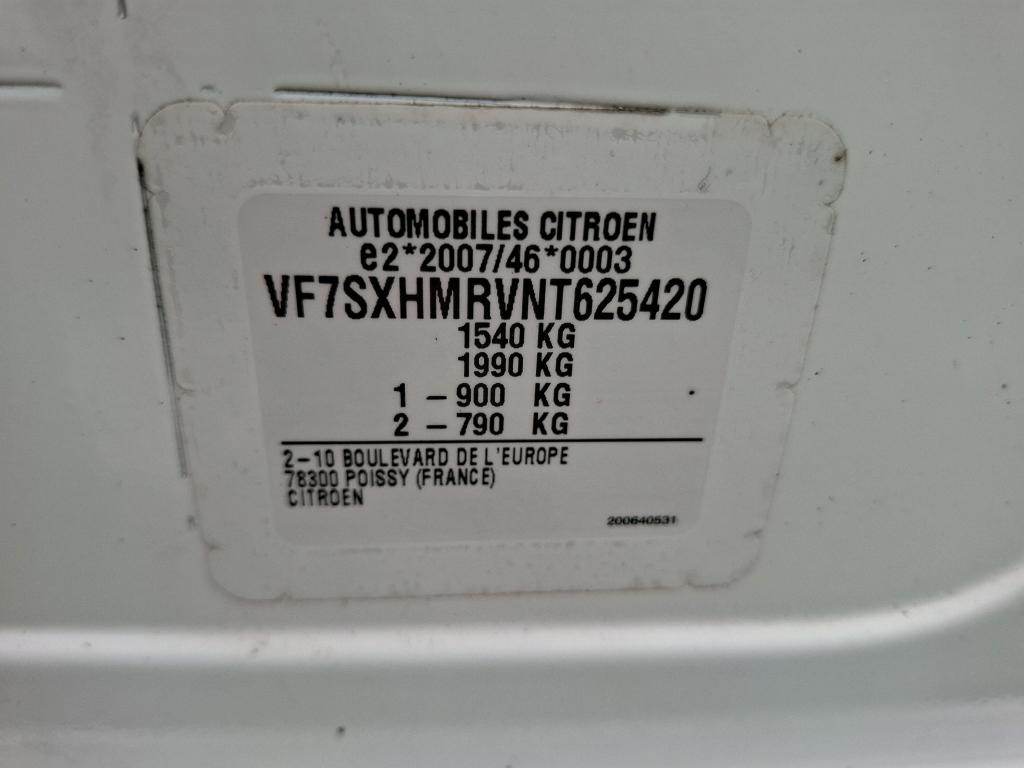 AUTOMOBILES CITROEN
e2*2007/46*0003
VF7SXHMRVNT625420
1540 KG
1990 KG
1 - 900 KG
2 - 790 KG
2-10 BOULEVARD DE L'EUROPE
78300 POISSY (FRANCE)
CITROEN
200640531